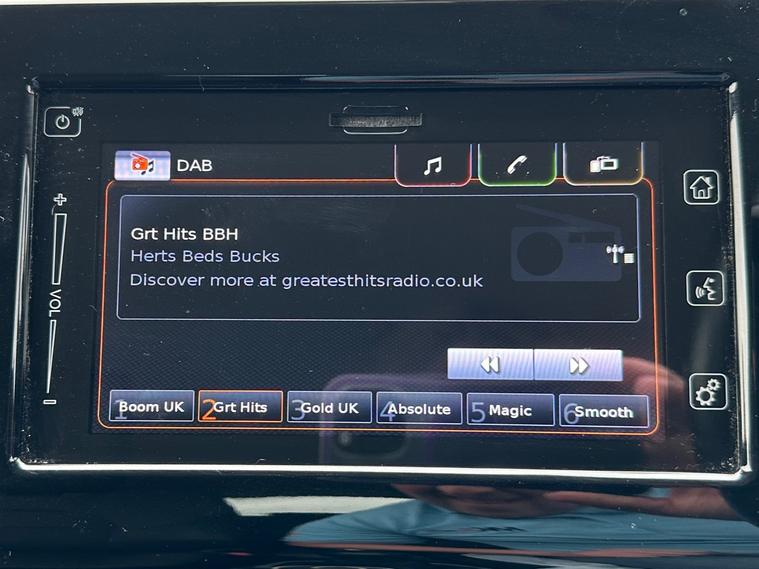 DAB
Grt Hits BBH
Herts Beds Bucks
Discover more at greatesthitsradio.co.uk
+
VOL
–
1 Boom UK
2 Grt Hits
3 Gold UK
4 Absolute
5 Magic
6 Smooth